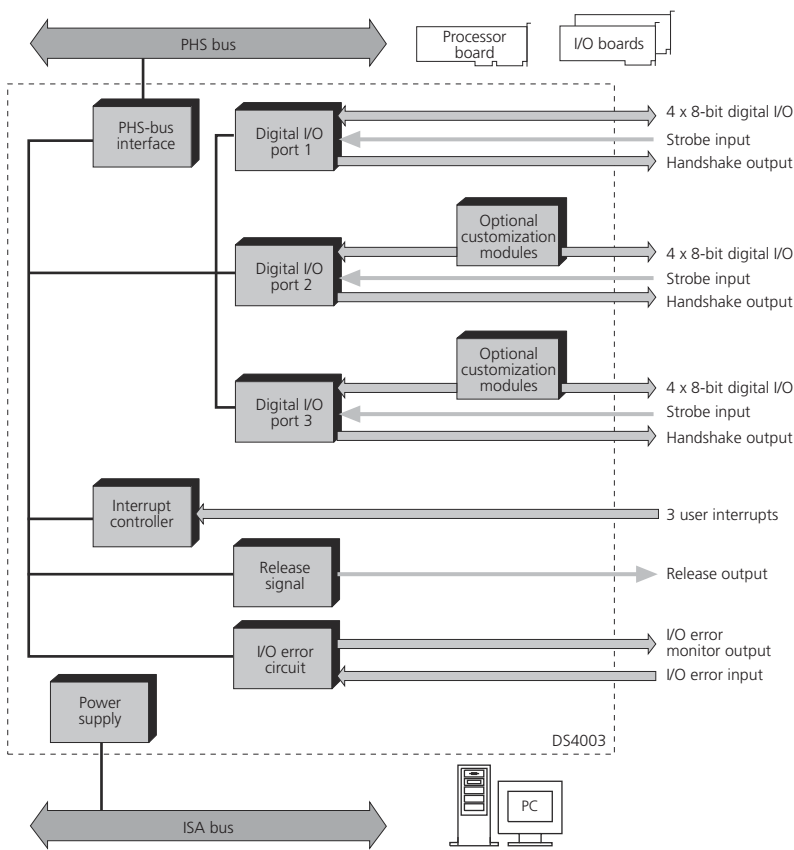 PHS bus
Processor
board
I/O boards
PHS-bus
interface
Digital I/O
port 1
4 x 8-bit digital I/O
Strobe input
Handshake output
Optional
customization
modules
Digital I/O
port 2
4 x 8-bit digital I/O
Strobe input
Handshake output
Optional
customization
modules
Digital I/O
port 3
4 x 8-bit digital I/O
Strobe input
Handshake output
Interrupt
controller
3 user interrupts
Release
signal
Release output
I/O error
circuit
I/O error
monitor output
I/O error input
Power
supply
DS4003
ISA bus
PC